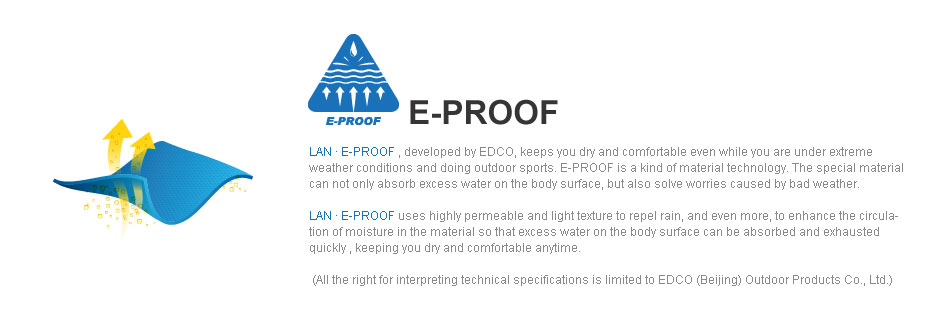 E-PROOF
E-PROOF
LAN · E-PROOF , developed by EDCO, keeps you dry and comfortable even while you are under extreme
weather conditions and doing outdoor sports. E-PROOF is a kind of material technology. The special material
can not only absorb excess water on the body surface, but also solve worries caused by bad weather.
LAN · E-PROOF uses highly permeable and light texture to repel rain, and even more, to enhance the circula-
tion of moisture in the material so that excess water on the body surface can be absorbed and exhausted
quickly , keeping you dry and comfortable anytime.
(All the right for interpreting technical specifications is limited to EDCO (Beijing) Outdoor Products Co., Ltd.)